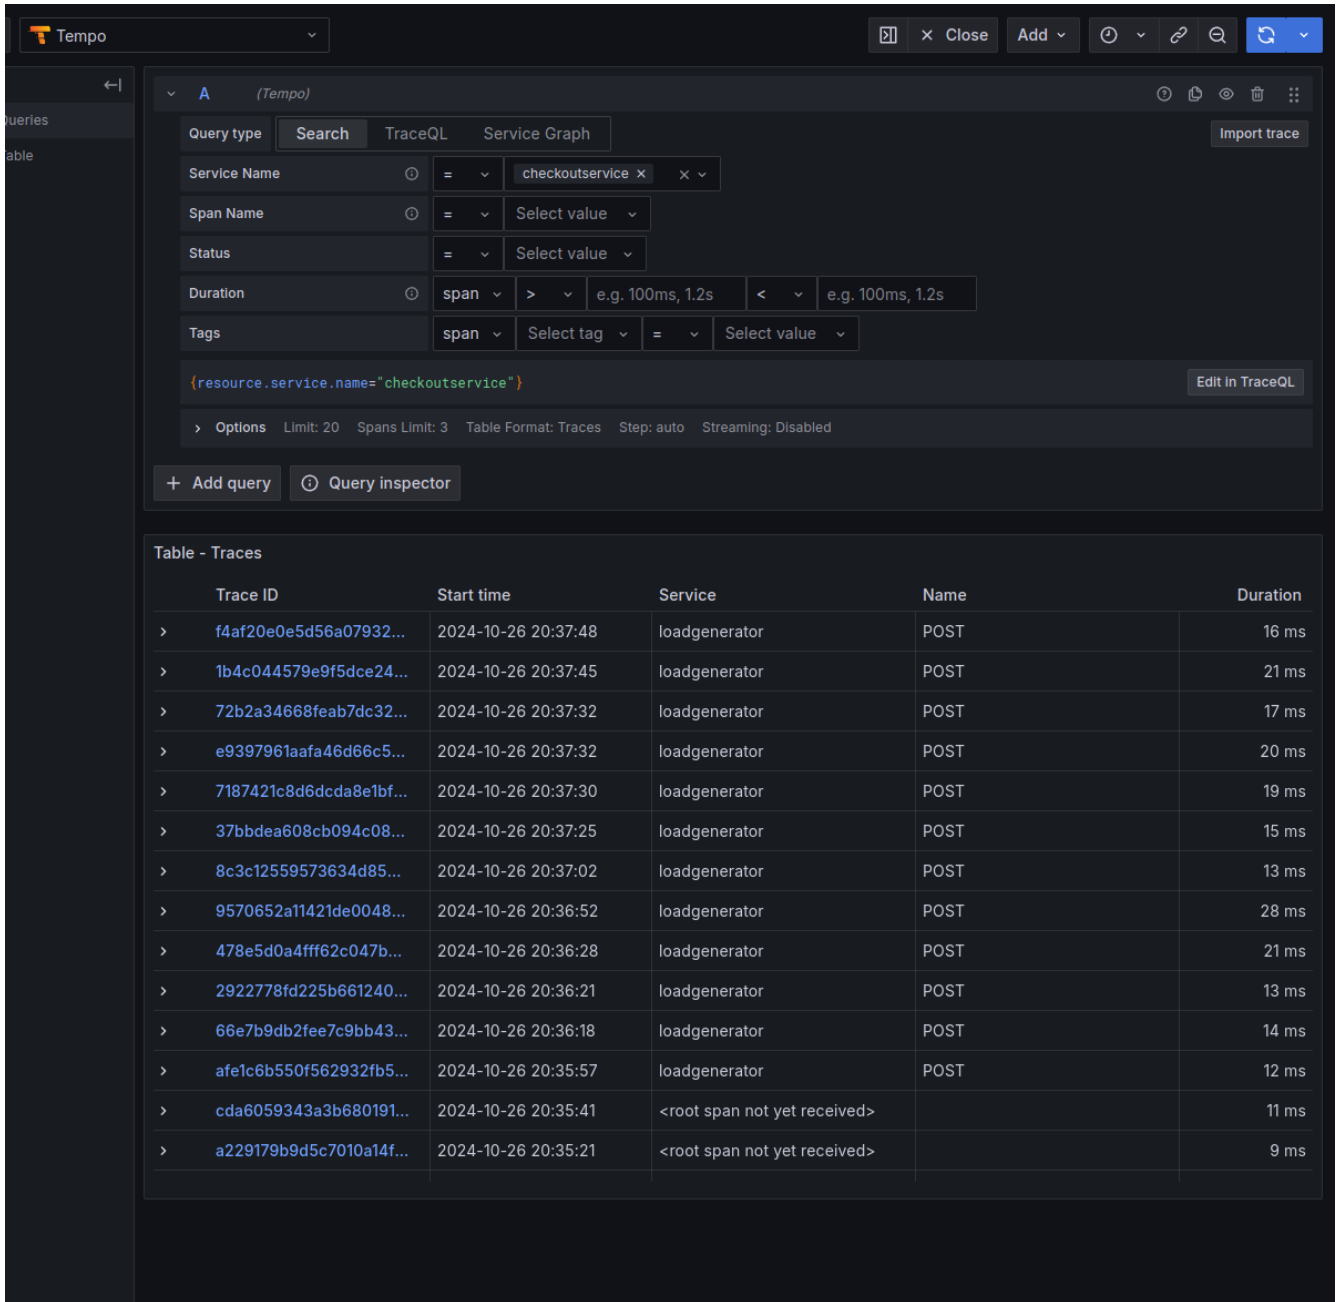 Tempo
Close
Add
Queries
Table
A (Tempo)
Query type Search TraceQL Service Graph Import trace
Service Name = checkoutservice
Span Name = Select value
Status = Select value
Duration span > e.g. 100ms, 1.2s < e.g. 100ms, 1.2s
Tags span Select tag = Select value
{resource.service.name="checkoutservice"} Edit in TraceQL
Options Limit: 20 Spans Limit: 3 Table Format: Traces Step: auto Streaming: Disabled
+ Add query Query inspector
Table - Traces
Trace ID Start time Service Name Duration
f4af20e0e5d56a07932... 2024-10-26 20:37:48 loadgenerator POST 16 ms
1b4c044579e9f5dce24... 2024-10-26 20:37:45 loadgenerator POST 21 ms
72b2a34668feab7dc32... 2024-10-26 20:37:32 loadgenerator POST 17 ms
e9397961aafa46d66c5... 2024-10-26 20:37:32 loadgenerator POST 20 ms
7187421c8d6dcda8e1bf... 2024-10-26 20:37:30 loadgenerator POST 19 ms
37bbdea608cb094c08... 2024-10-26 20:37:25 loadgenerator POST 15 ms
8c3c12559573634d85... 2024-10-26 20:37:02 loadgenerator POST 13 ms
9570652a11421de0048... 2024-10-26 20:36:52 loadgenerator POST 28 ms
478e5d0a4fff62c047b... 2024-10-26 20:36:28 loadgenerator POST 21 ms
2922778fd225b661240... 2024-10-26 20:36:21 loadgenerator POST 13 ms
66e7b9db2fee7c9bb43... 2024-10-26 20:36:18 loadgenerator POST 14 ms
afe1c6b550f562932fb5... 2024-10-26 20:35:57 loadgenerator POST 12 ms
cda6059343a3b680191... 2024-10-26 20:35:41 <root span not yet received> 11 ms
a229179b9d5c7010a14f... 2024-10-26 20:35:21 <root span not yet received> 9 ms